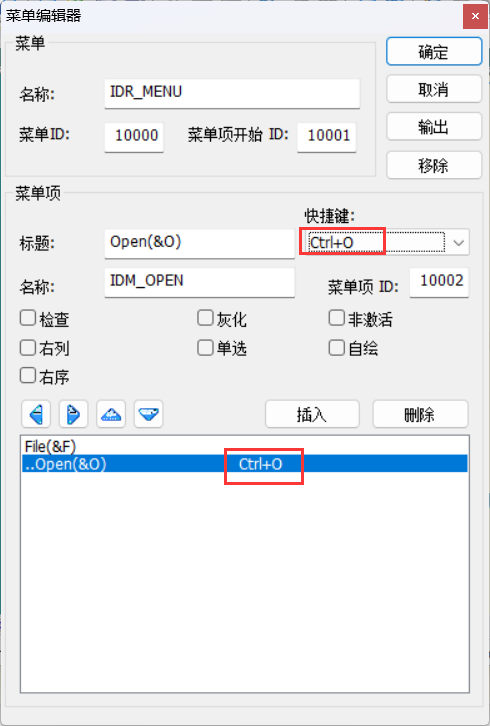 菜单编辑器
菜单
名称: IDR_MENU
菜单ID: 10000 菜单项开始 ID: 10001
确定
取消
输出
移除
菜单项
快捷键:
标题: Open(&O) Ctrl+O
名称: IDM_OPEN 菜单项 ID: 10002
检查 灰化 非激活
右列 单选 自绘
右序
插入 删除
File(&F)
..Open(&O) Ctrl+O